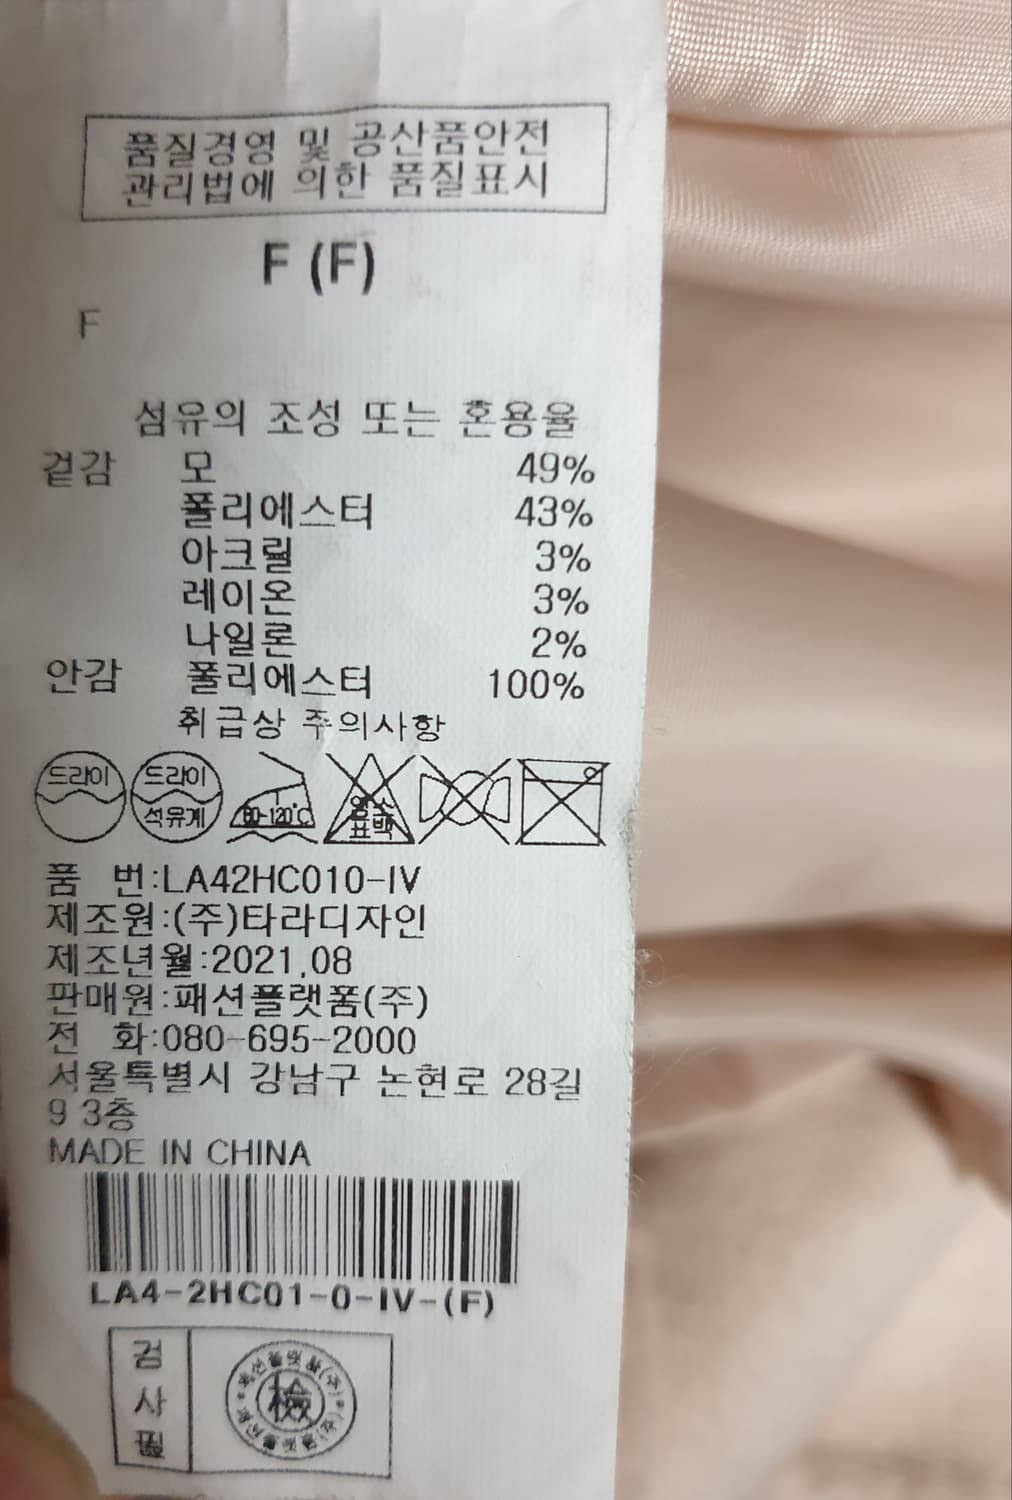 품질경영 및 공산품안전
관리법에 의한 품질표시
F (F)
F
섬유의 조성 또는 혼용율
겉감 모 49%
폴리에스터 43%
아크릴 3%
레이온 3%
나일론 2%
안감 폴리에스터 100%
취급상 주의사항
드라이 드라이 석유계 80-120℃ 염소 표백
품 번:LA42HC010-IV
제조원:(주)타라디자인
제조년월:2021.08
판매원:패션플랫폼(주)
전 화:080-695-2000
서울특별시 강남구 논현로 28길
9 3층
MADE IN CHINA
LA4-2HC01-0-IV-(F)
검사필
檢